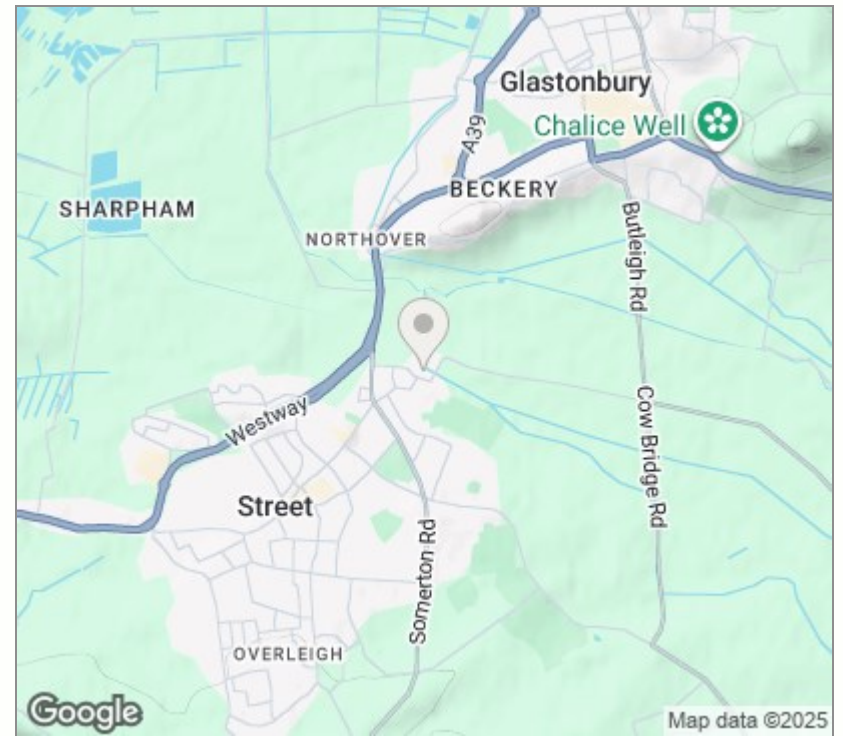 Glastonbury
Chalice Well
A39
BECKERY
SHARPHAM
NORTHOVER
Butleigh Rd
Westway
Cow Bridge Rd
Street
Somerton Rd
OVERLEIGH
Google
Map data ©2025